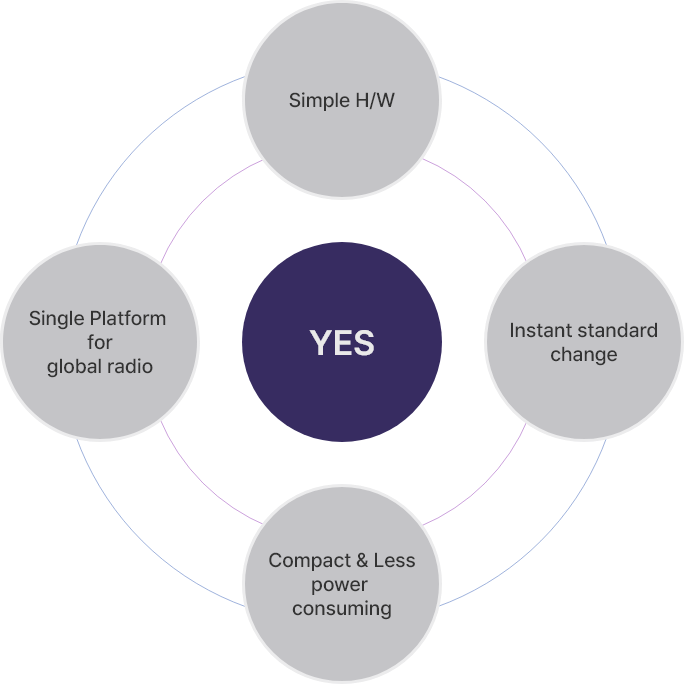 Simple H/W
Single Platform
for
global radio
YES
Instant standard
change
Compact & Less
power
consuming